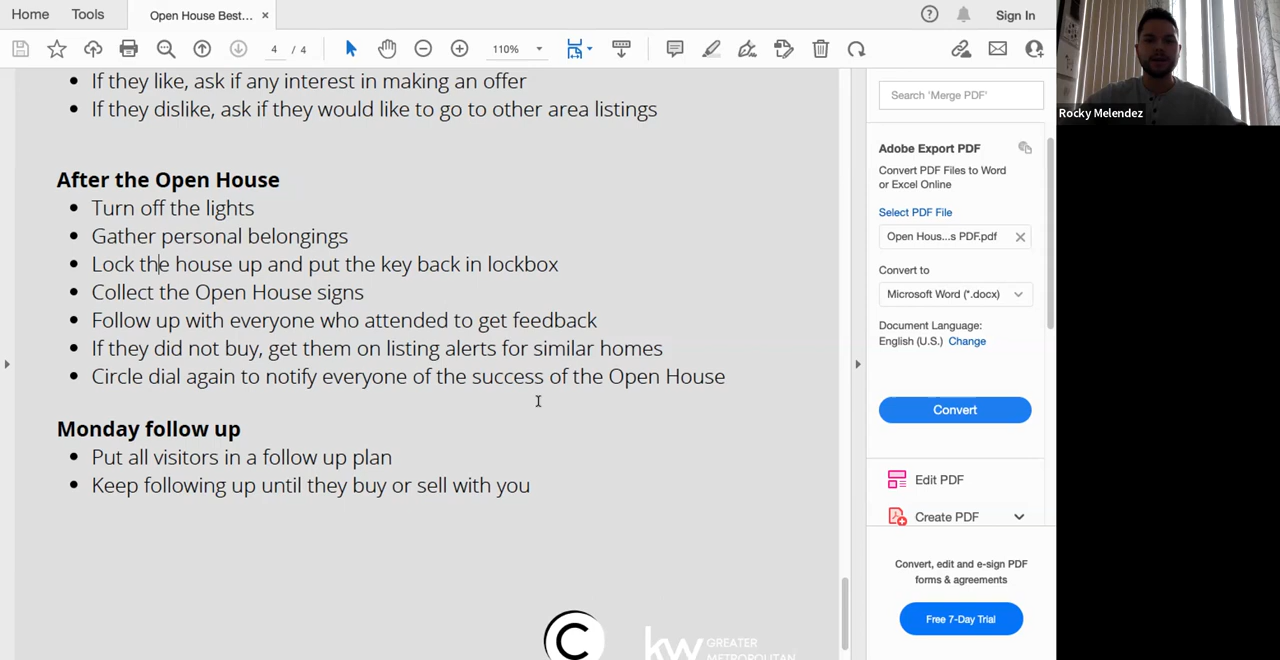 Home
Tools
Open House Best... ×
Sign In
4 / 4
110%
• If they like, ask if any interest in making an offer
• If they dislike, ask if they would like to go to other area listings
After the Open House
• Turn off the lights
• Gather personal belongings
• Lock the house up and put the key back in lockbox
• Collect the Open House signs
• Follow up with everyone who attended to get feedback
• If they did not buy, get them on listing alerts for similar homes
• Circle dial again to notify everyone of the success of the Open House
Monday follow up
• Put all visitors in a follow up plan
• Keep following up until they buy or sell with you
C
kw GREATER
METROPOLITAN
Search 'Merge PDF'
Adobe Export PDF
Convert PDF Files to Word
or Excel Online
Select PDF File
Open Hous...s PDF.pdf
Convert to
Microsoft Word (*.docx)
Document Language:
English (U.S.) Change
Convert
Edit PDF
Create PDF
Convert, edit and e-sign PDF
forms & agreements
Free 7-Day Trial
Rocky Melendez